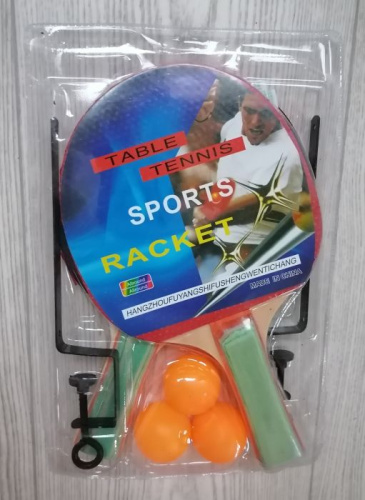 TABLE
TENNIS
SPORTS
RACKET
HANGZHOUFUYANGSHIFUSHENGWENTICHANG
MADE IN CHINA